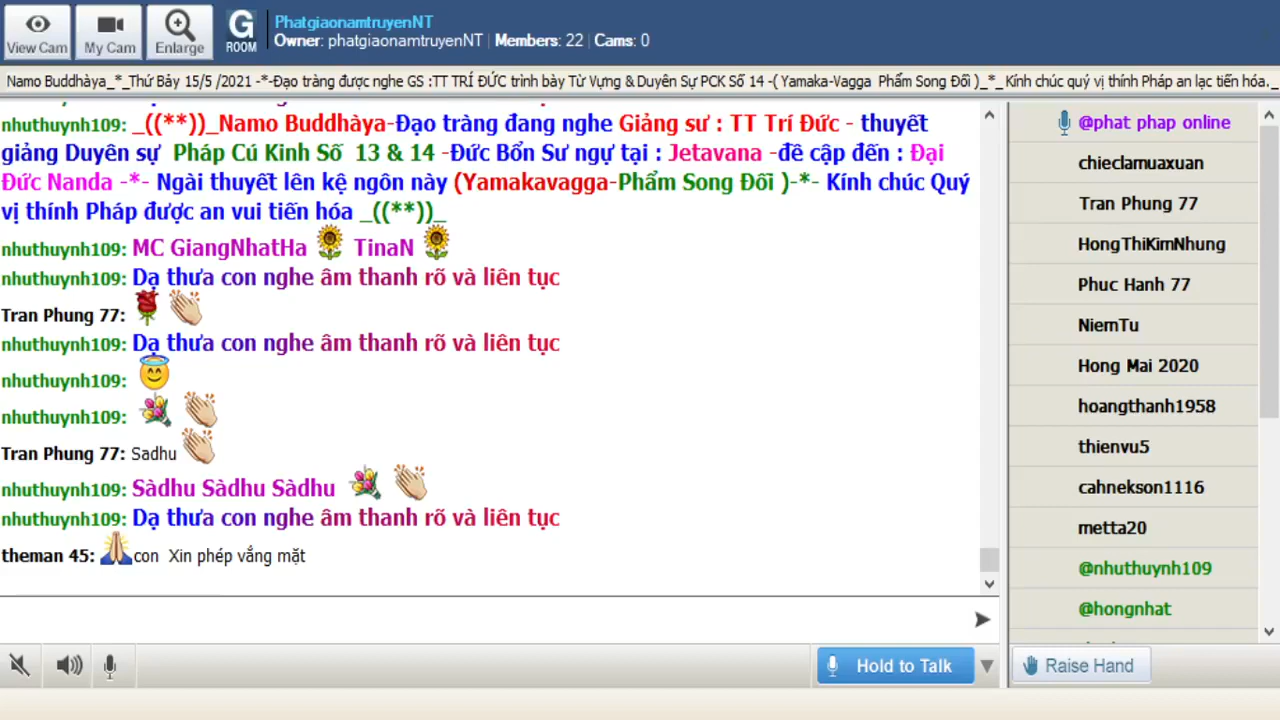 View Cam
My Cam
Enlarge
G
ROOM
PhatgiaonamtruyenNT
Owner: phatgiaonamtruyenNT | Members: 22 | Cams: 0
Namo Buddhàya_*_Thứ Bảy 15/5 /2021 -*-Đạo tràng được nghe GS :TT TRÍ ĐỨC trình bày Từ Vựng & Duyên Sự PCK Số 14 -( Yamaka-Vagga Phẩm Song Đối )_*_ Kính chúc quý vị thính Pháp an lạc tiến hóa._
nhuthuynh109: _((**))_Namo Buddhàya-Đạo tràng đang nghe Giảng sư : TT Trí Đức - thuyết
giảng Duyên sự Pháp Cú Kinh Số 13 & 14 -Đức Bổn Sư ngự tại : Jetavana -đề cập đến : Đại
Đức Nanda -*- Ngài thuyết lên kệ ngôn này (Yamakavagga-Phẩm Song Đối )-*- Kính chúc Quý
vị thính Pháp được an vui tiến hóa _((**))_
nhuthuynh109: MC GiangNhatHa TinaN
nhuthuynh109: Dạ thưa con nghe âm thanh rõ và liên tục
Tran Phung 77:
nhuthuynh109: Dạ thưa con nghe âm thanh rõ và liên tục
nhuthuynh109:
nhuthuynh109:
Tran Phung 77: Sadhu
nhuthuynh109: Sàdhu Sàdhu Sàdhu
nhuthuynh109: Dạ thưa con nghe âm thanh rõ và liên tục
theman 45: con Xin phép vắng mặt
@phat phap online
chieclamuaxuan
Tran Phung 77
HongThiKimNhung
Phuc Hanh 77
NiemTu
Hong Mai 2020
hoangthanh1958
thienvu5
cahnekson1116
metta20
@nhuthuynh109
@hongnhat
Hold to Talk
Raise Hand